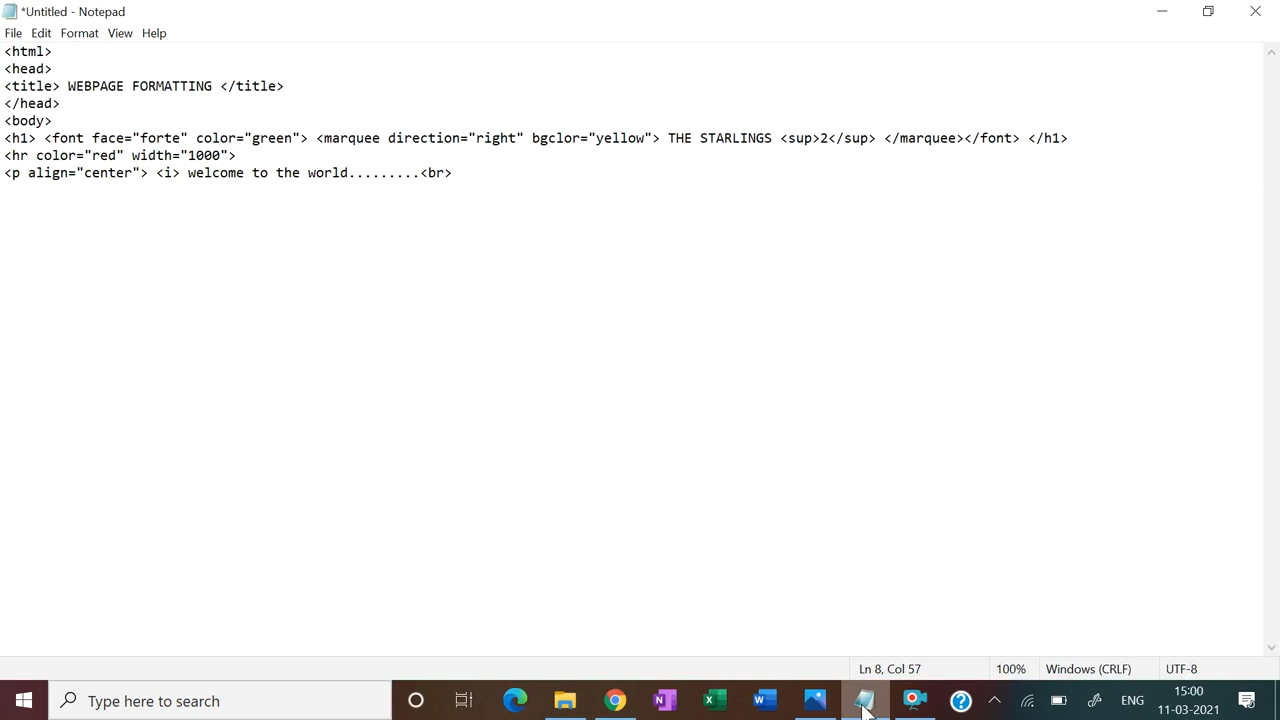 *Untitled - Notepad
File Edit Format View Help
<html>
<head>
<title> WEBPAGE FORMATTING </title>
</head>
<body>
<h1> <font face="forte" color="green"> <marquee direction="right" bgclor="yellow"> THE STARLINGS <sup>2</sup> </marquee></font> </h1>
<hr color="red" width="1000">
<p align="center"> <i> welcome to the world.........<br>
Ln 8, Col 57 100% Windows (CRLF) UTF-8
Type here to search
ENG
15:00
11-03-2021